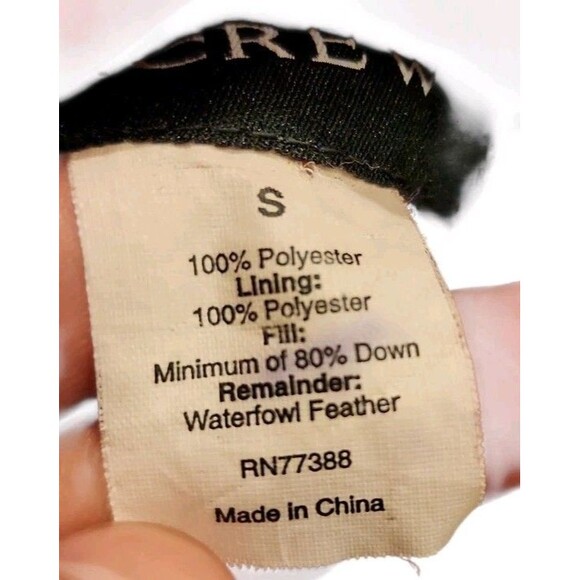 CREW
S
100% Polyester
Lining:
100% Polyester
Fill:
Minimum of 80% Down
Remainder:
Waterfowl Feather
RN77388
Made in China